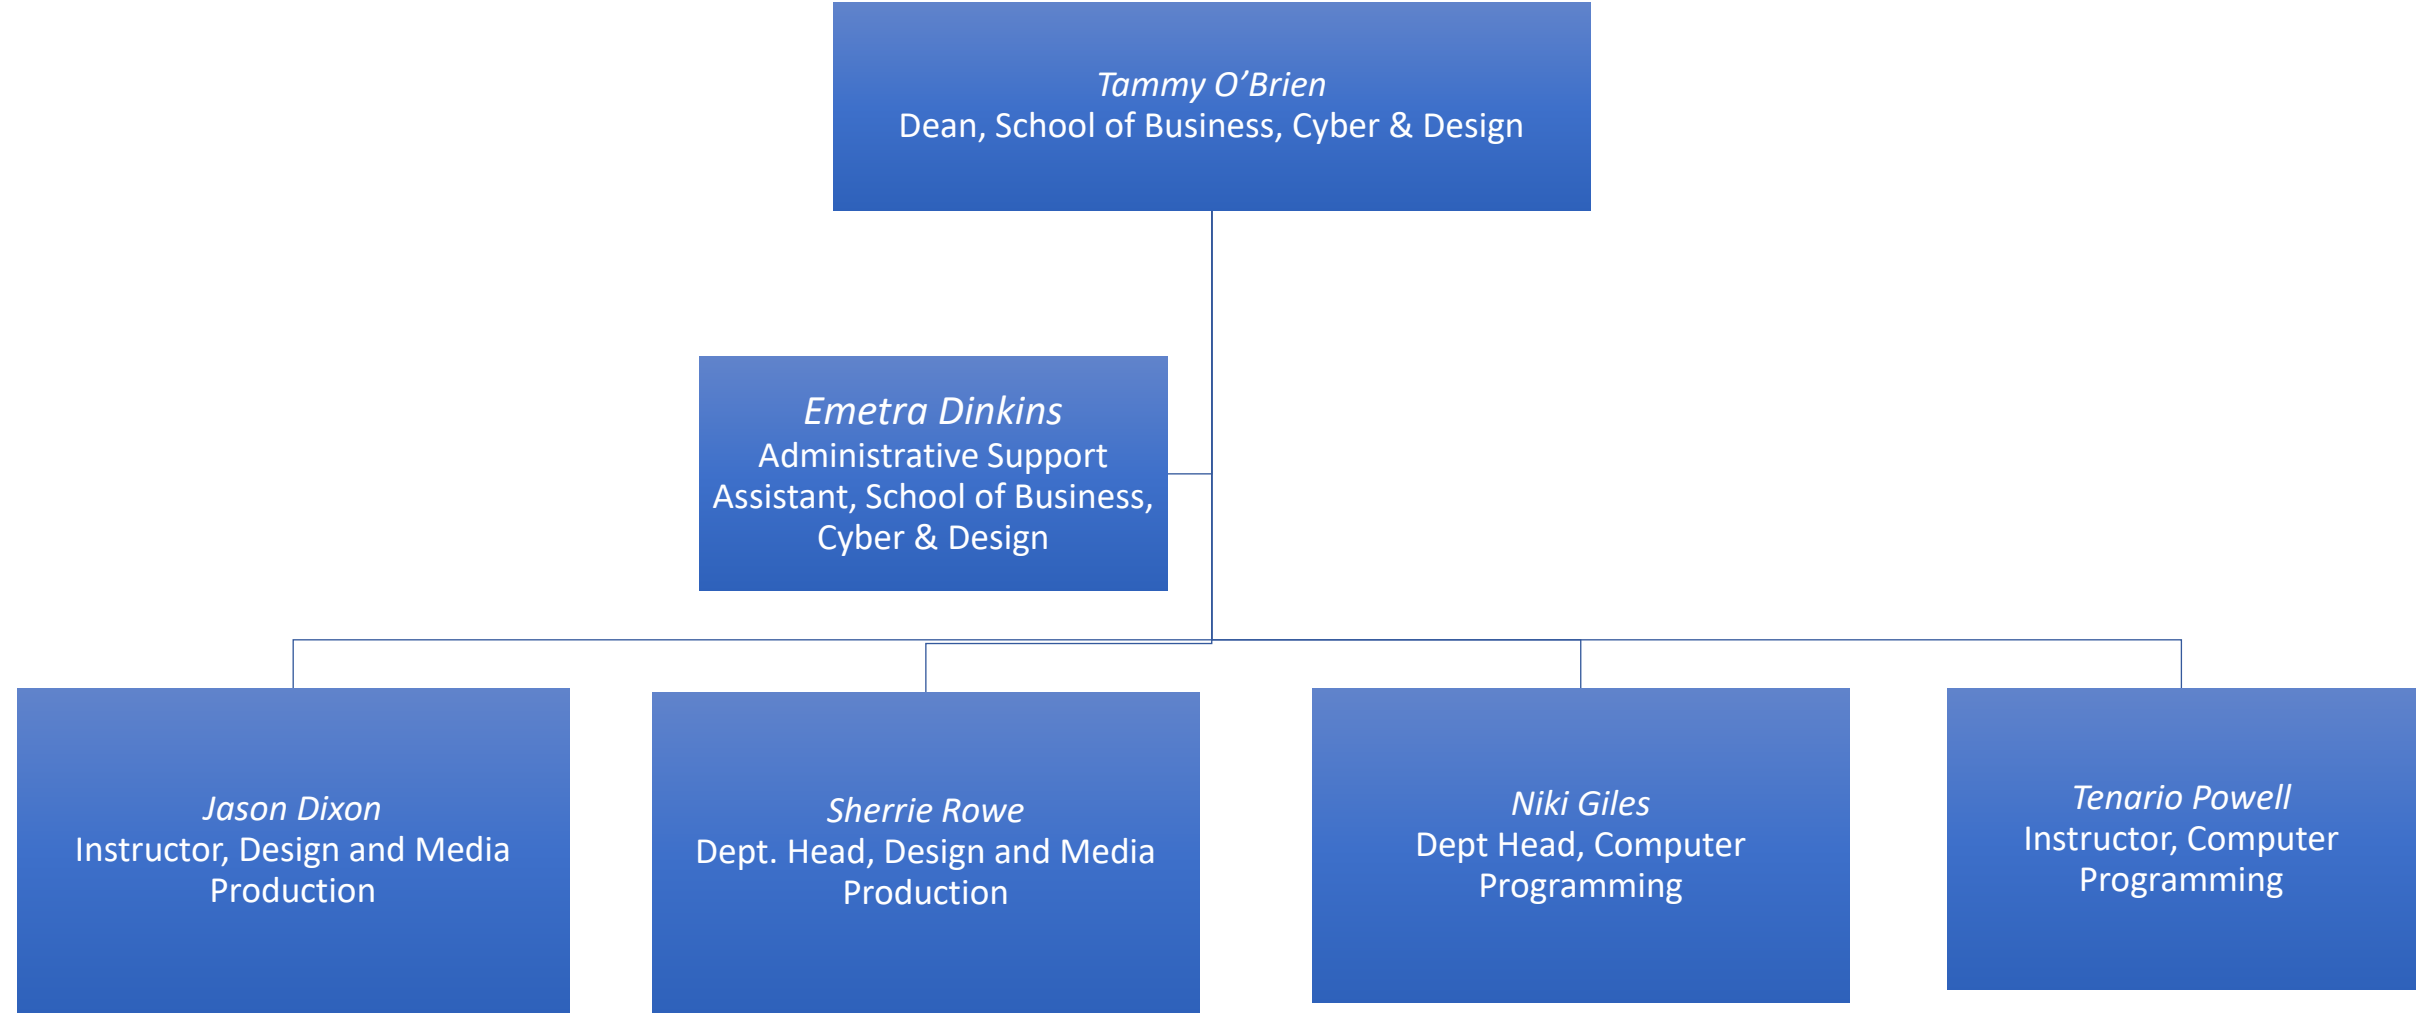 Tammy O’Brien
Dean, School of Business, Cyber & Design
Emetra Dinkins
Administrative Support
Assistant, School of Business,
Cyber & Design
Jason Dixon
Instructor, Design and Media
Production
Sherrie Rowe
Dept. Head, Design and Media
Production
Niki Giles
Dept Head, Computer
Programming
Tenario Powell
Instructor, Computer
Programming